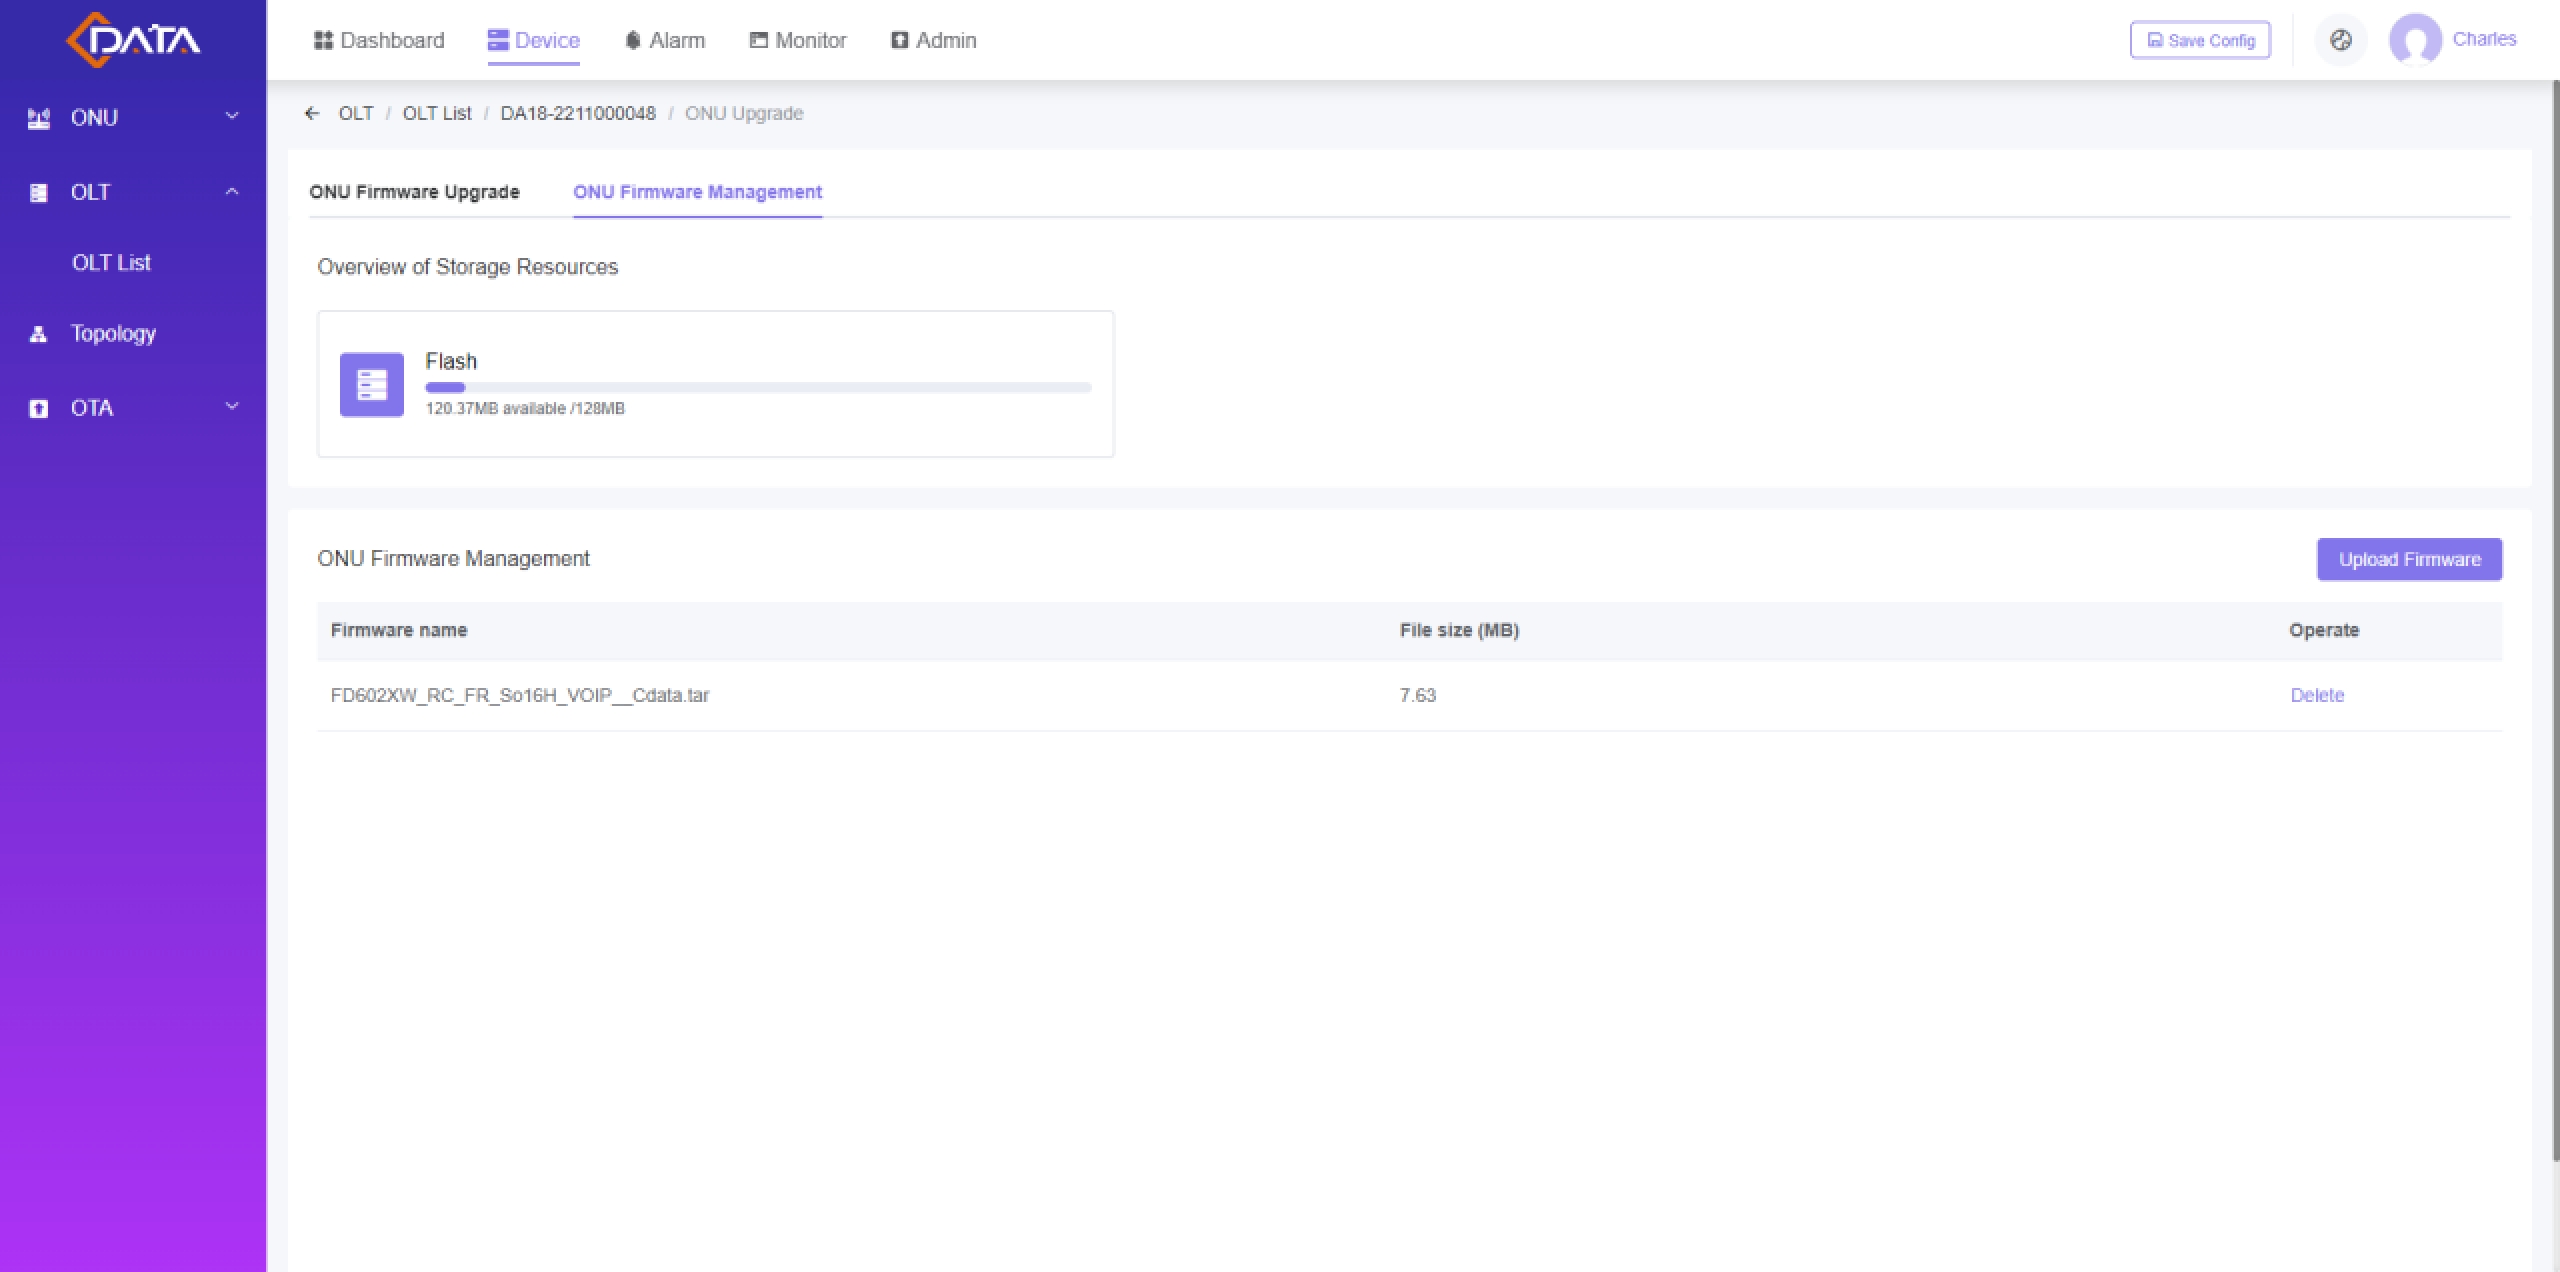 DATA
Dashboard Device Alarm Monitor Admin
Save Config
Charles
ONU
OLT
OLT List
Topology
OTA
OLT / OLT List / DA18-2211000048 / ONU Upgrade
ONU Firmware Upgrade ONU Firmware Management
Overview of Storage Resources
Flash
120.37MB available /128MB
ONU Firmware Management
Upload Firmware
Firmware name File size (MB) Operate
FD602XW_RC_FR_So16H_VOIP__Cdata.tar 7.63 Delete